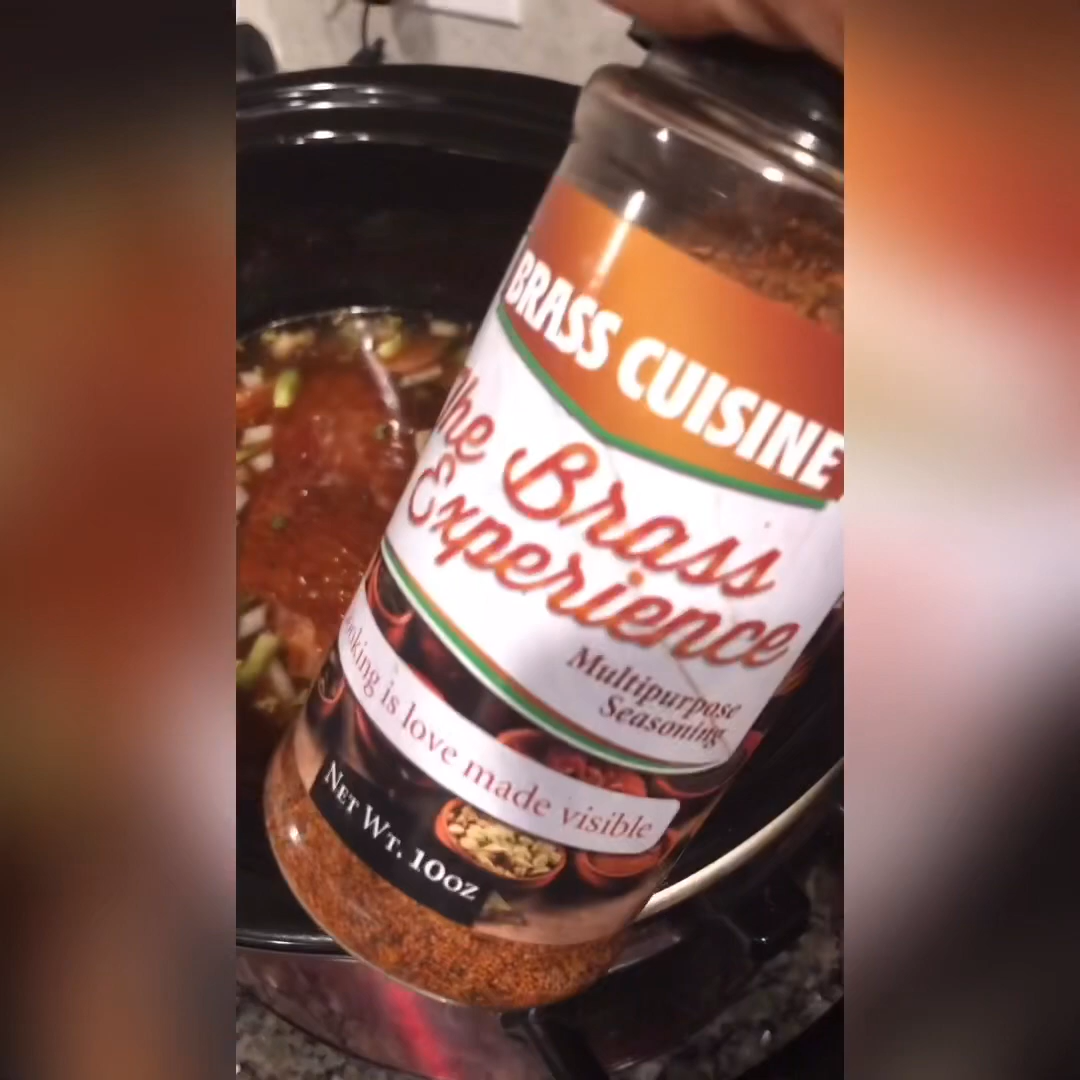 BRASS CUISINE
The Brass
Experience
Multipurpose
Seasoning
Cooking is love made visible
NET WT. 10OZ